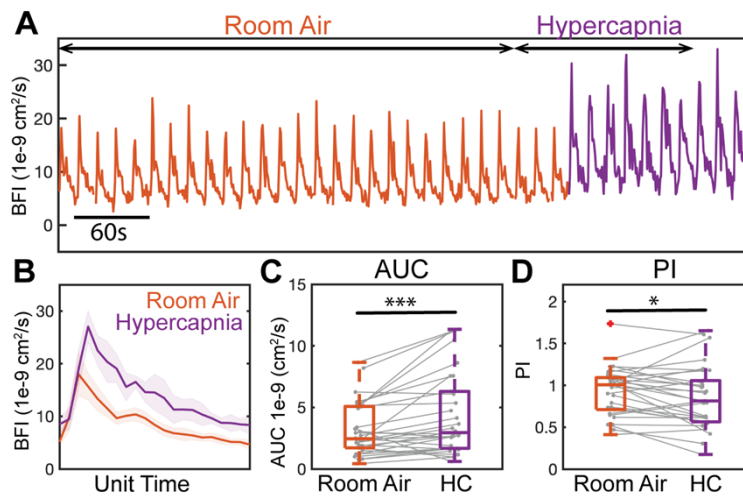 A
Room Air
Hypercapnia
BFI (1e-9 cm²/s)
30
20
10
0
60s
B
BFI (1e-9 cm²/s)
30
20
10
0
Room Air
Hypercapnia
Unit Time
C
AUC
AUC 1e-9 (cm²/s)
15
10
5
0
***
Room Air
HC
D
PI
PI
2
1.5
1
0.5
0
*
Room Air
HC